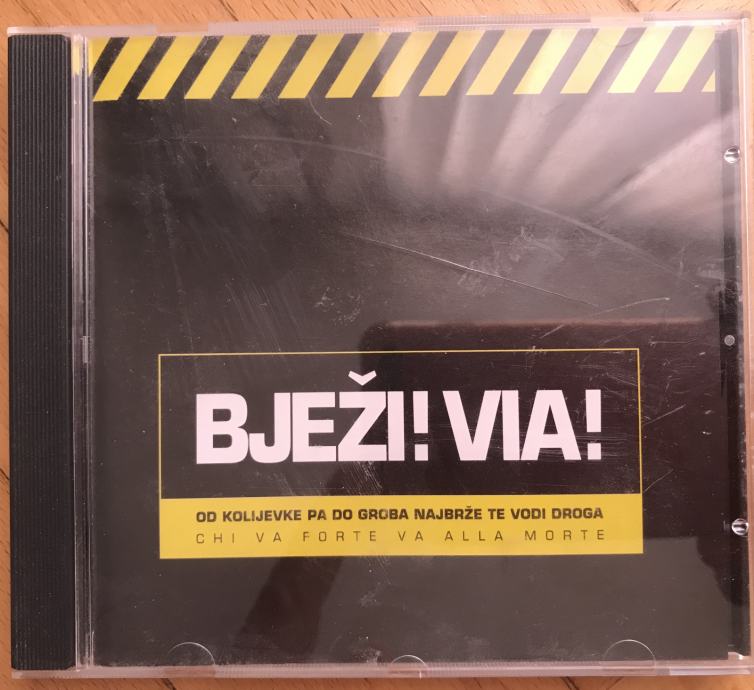 BJEŽI! VIA!
OD KOLIJEVKE PA DO GROBA NAJBRŽE TE VODI DROGA
CHI VA FORTE VA ALLA MORTE